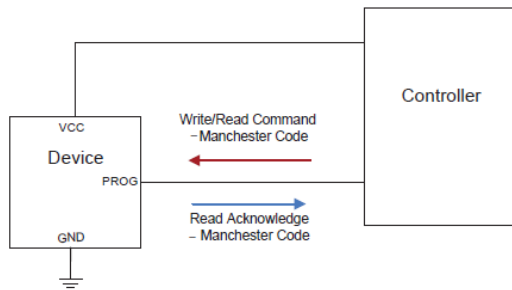 Controller
Write/Read Command
– Manchester Code
VCC
Device
PROG
GND
Read Acknowledge
– Manchester Code